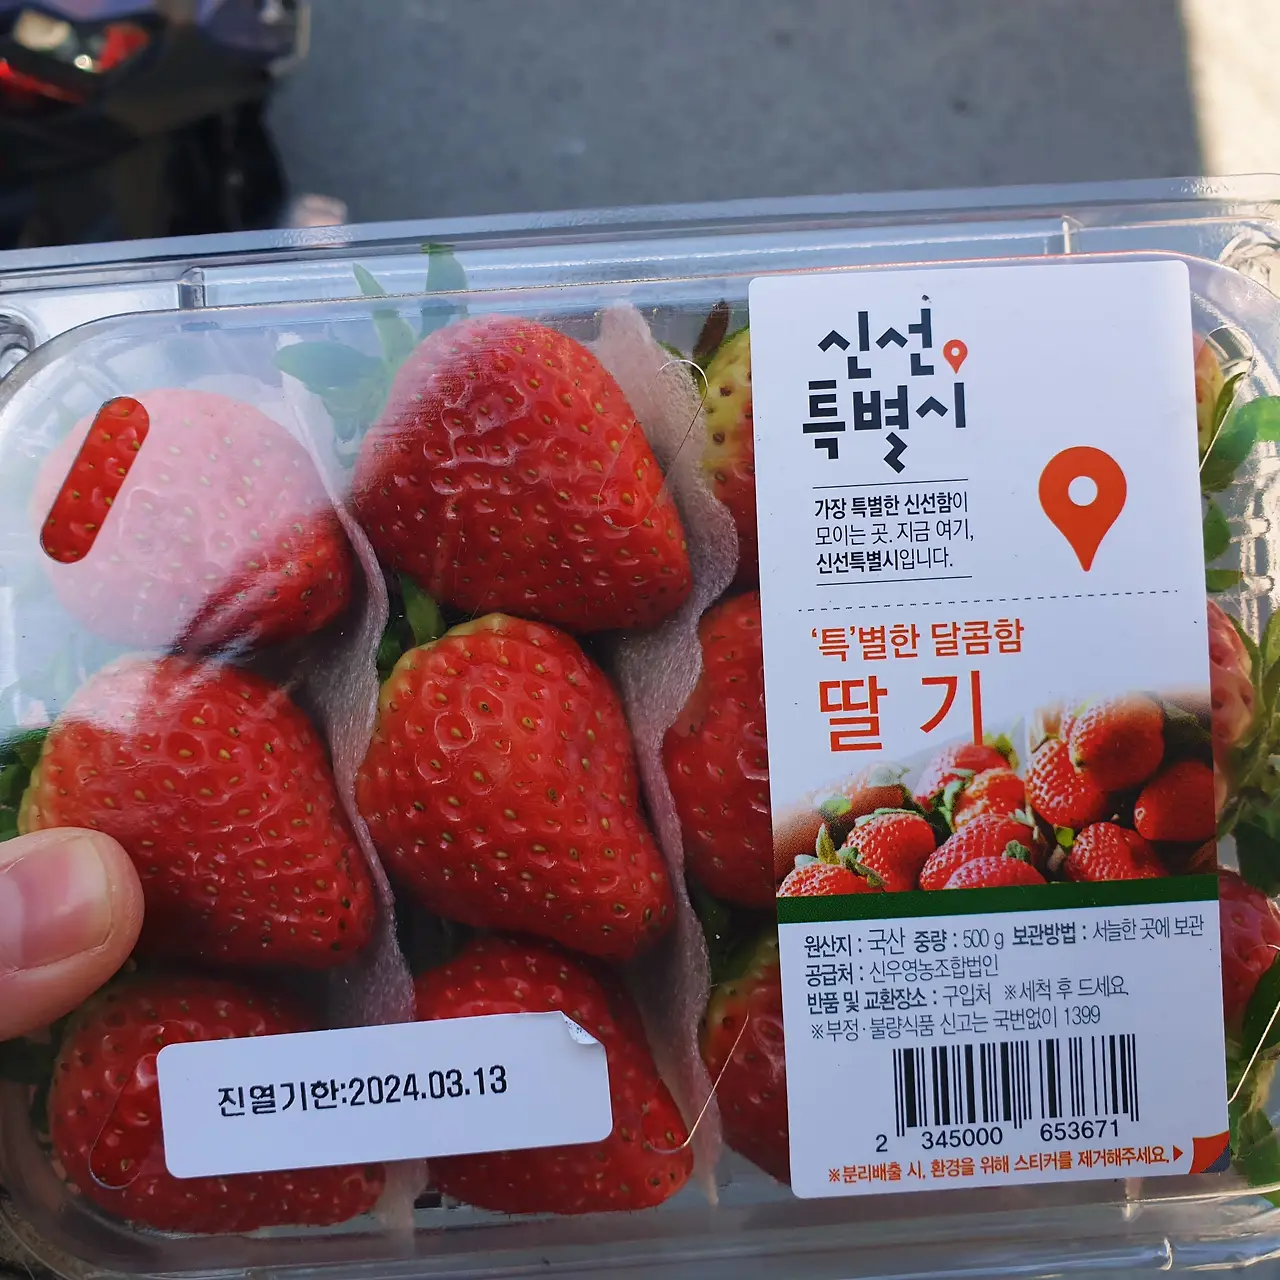 신선
특별시
가장 특별한 신선함이
모이는 곳. 지금 여기,
신선특별시입니다.
‘특’별한 달콤함
딸기
원산지 : 국산 중량 : 500 g 보관방법 : 서늘한 곳에 보관
공급처 : 신우영농조합법인
반품 및 교환장소 : 구입처 ※세척 후 드세요.
※부정·불량식품 신고는 국번없이 1399
2 345000 653671
※분리배출 시, 환경을 위해 스티커를 제거해주세요.▶
진열기한:2024.03.13